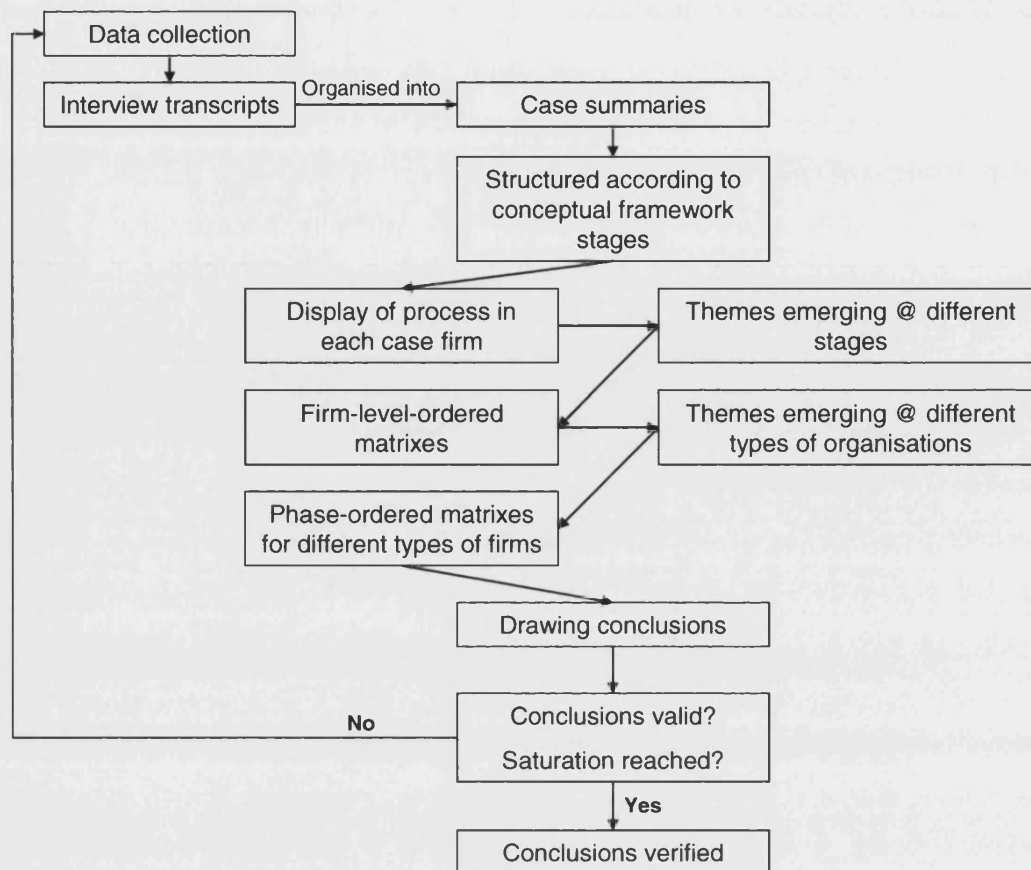 Data collection
Interview transcripts
Organised into
Case summaries
Structured according to
conceptual framework
stages
Display of process in
each case firm
Themes emerging @ different
stages
Firm-level-ordered
matrixes
Themes emerging @ different
types of organisations
Phase-ordered matrixes
for different types of firms
Drawing conclusions
Conclusions valid?
Saturation reached?
No
Yes
Conclusions verified